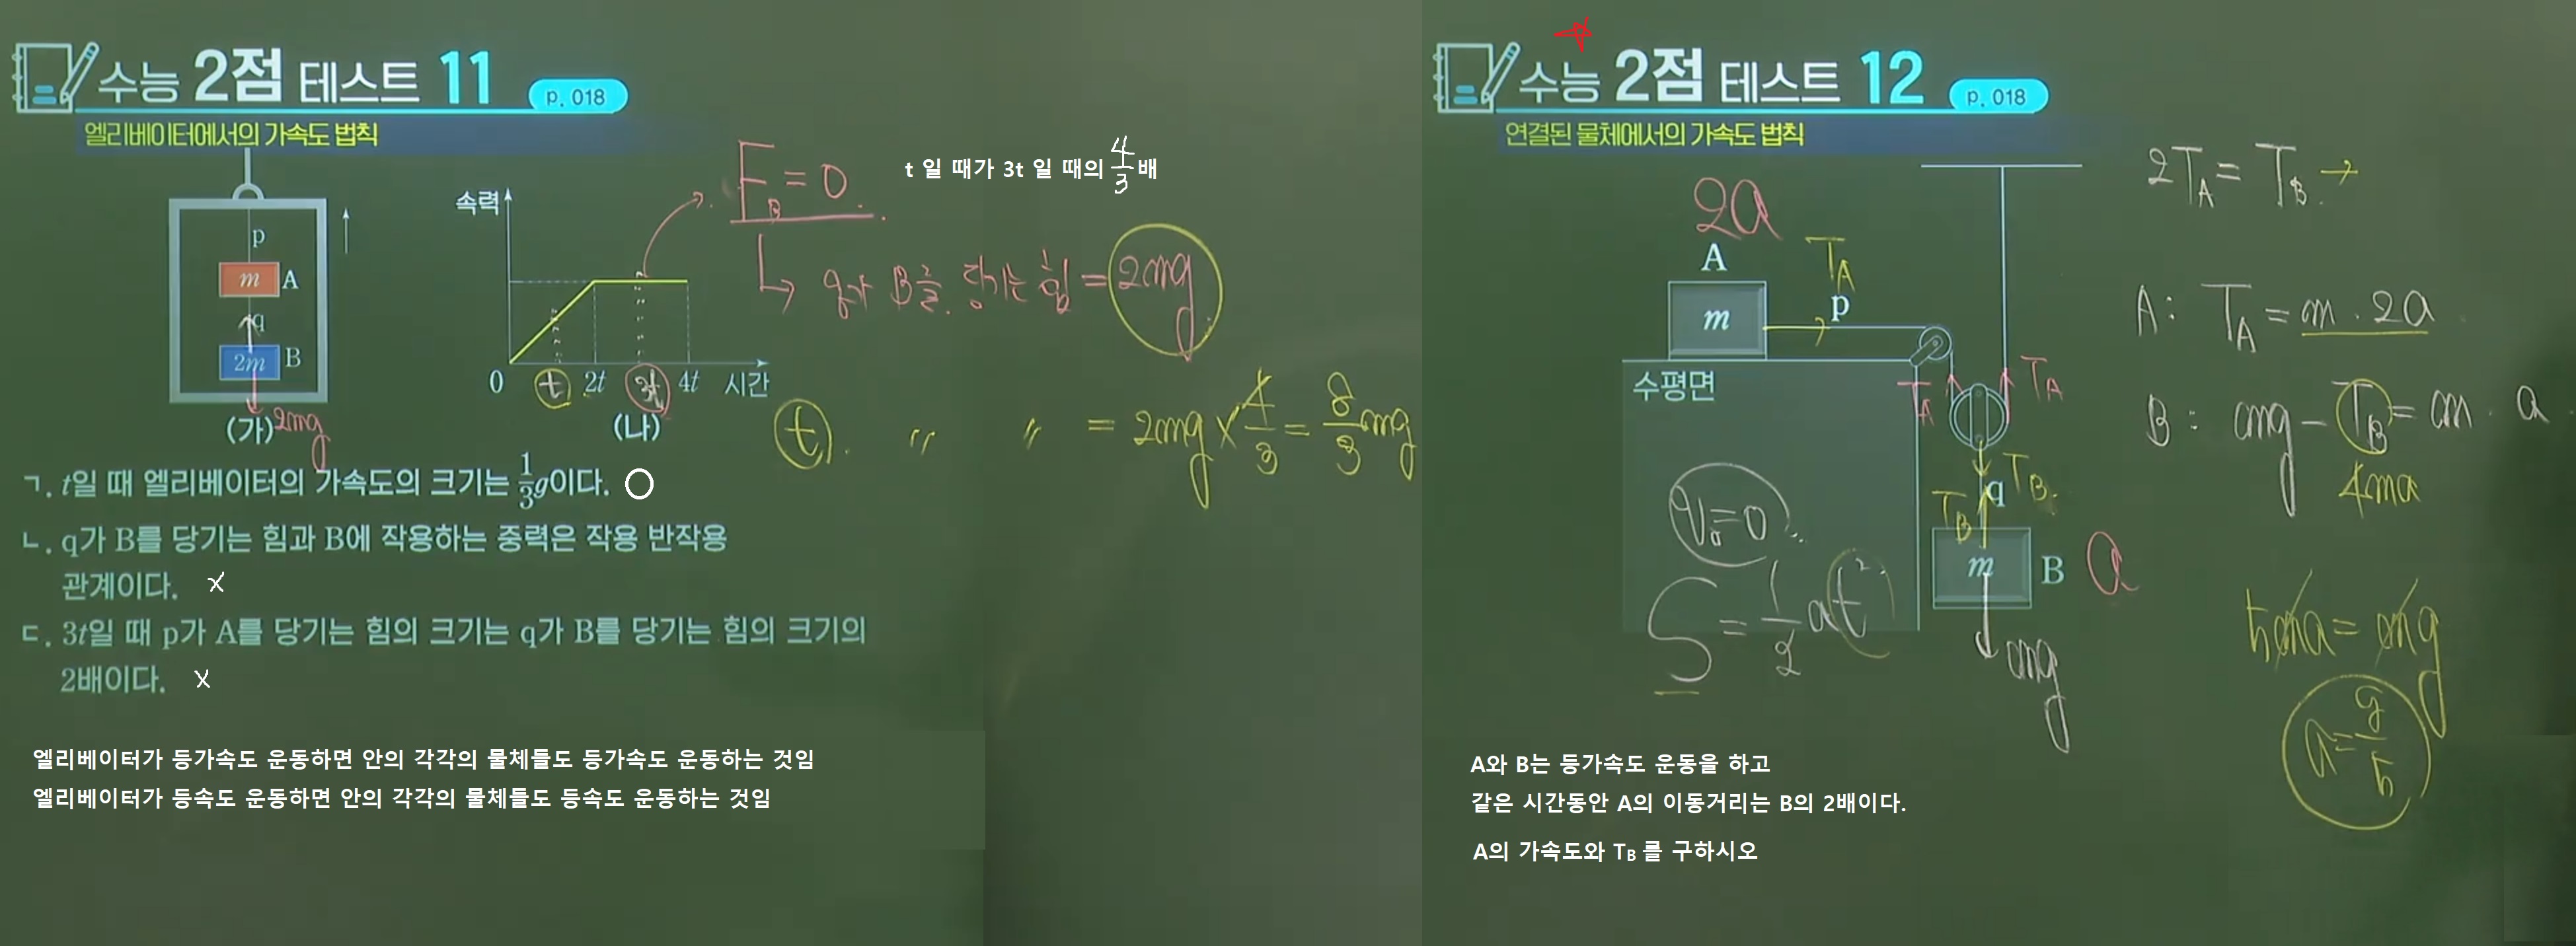 수능 2점 테스트 11 p. 018
엘리베이터에서의 가속도 법칙
t 일 때가 3t 일 때의 4/3 배
F_B = 0
↳ q가 B를 당기는 힘 = 2mg
p
m A
q
2m B
2mg
(가)
속력
0 t 2t 3t 4t 시간
(나)
t. 〃 〃 = 2mg × 4/3 = 8/3 mg
ㄱ. t일 때 엘리베이터의 가속도의 크기는 1/3 g이다. ○
ㄴ. q가 B를 당기는 힘과 B에 작용하는 중력은 작용 반작용
관계이다. ×
ㄷ. 3t일 때 p가 A를 당기는 힘의 크기는 q가 B를 당기는 힘의 크기의
2배이다. ×
엘리베이터가 등가속도 운동하면 안의 각각의 물체들도 등가속도 운동하는 것임
엘리베이터가 등속도 운동하면 안의 각각의 물체들도 등속도 운동하는 것임
수능 2점 테스트 12 p. 018
연결된 물체에서의 가속도 법칙
2T_A = T_B →
2a
A
T_A
m p
수평면
T_A T_A
A: T_A = m · 2a
B: mg - T_B = m · a
4ma
T_B
q
T_B
m B a
mg
v₀ = 0
S = 1/2 at²
5ma = mg
a = g/5
A와 B는 등가속도 운동을 하고
같은 시간동안 A의 이동거리는 B의 2배이다.
A의 가속도와 T_B 를 구하시오